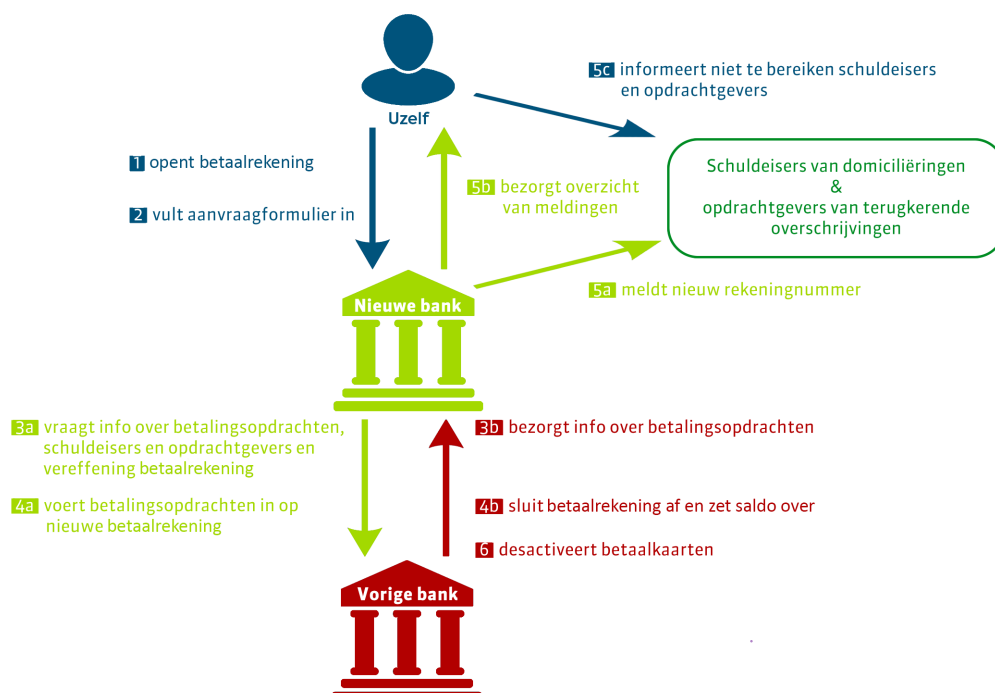 Uzelf
1 opent betaalrekening
2 vult aanvraagformulier in
5c informeert niet te bereiken schuldeisers
en opdrachtgevers
5b bezorgt overzicht
van meldingen
Schuldeisers van domiciliëringen
&
opdrachtgevers van terugkerende
overschrijvingen
5a meldt nieuw rekeningnummer
Nieuwe bank
3a vraagt info over betalingsopdrachten,
schuldeisers en opdrachtgevers en
vereffening betaalrekening
4a voert betalingsopdrachten in op
nieuwe betaalrekening
3b bezorgt info over betalingsopdrachten
4b sluit betaalrekening af en zet saldo over
6 desactiveert betaalkaarten
Vorige bank